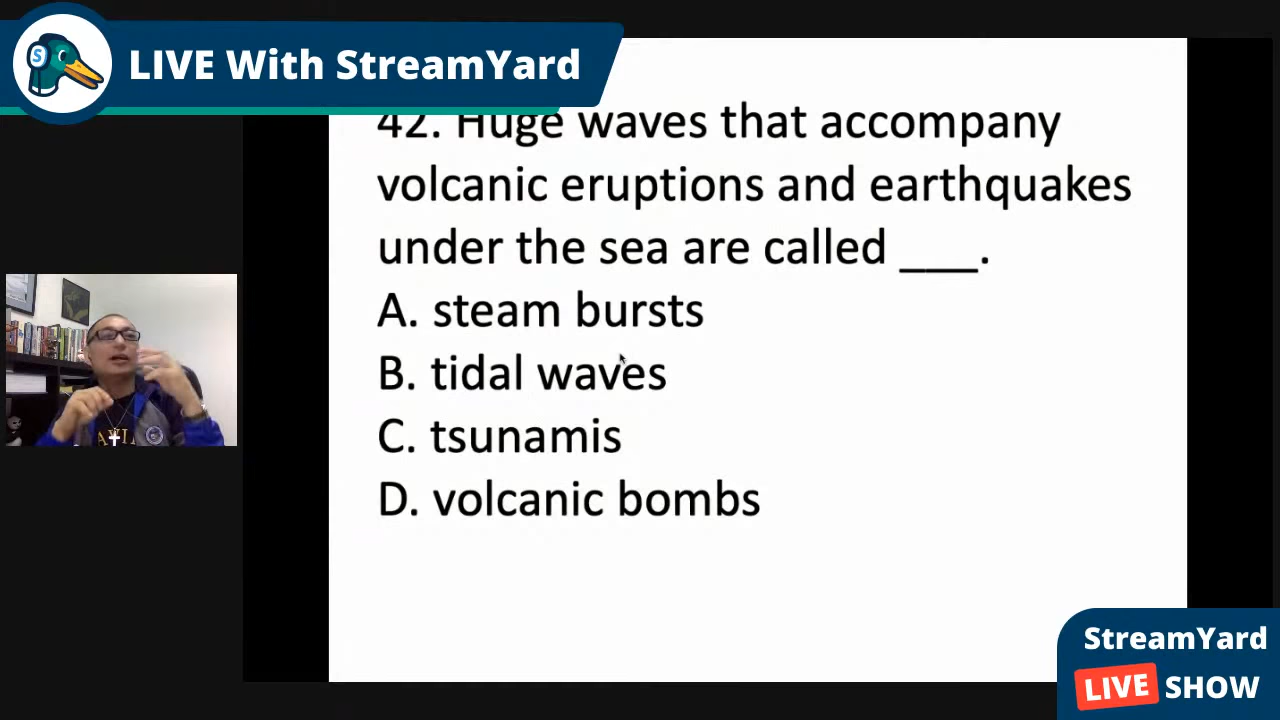 LIVE With StreamYard
42. Huge waves that accompany
volcanic eruptions and earthquakes
under the sea are called ___.
A. steam bursts
B. tidal waves
C. tsunamis
D. volcanic bombs
StreamYard
LIVE SHOW